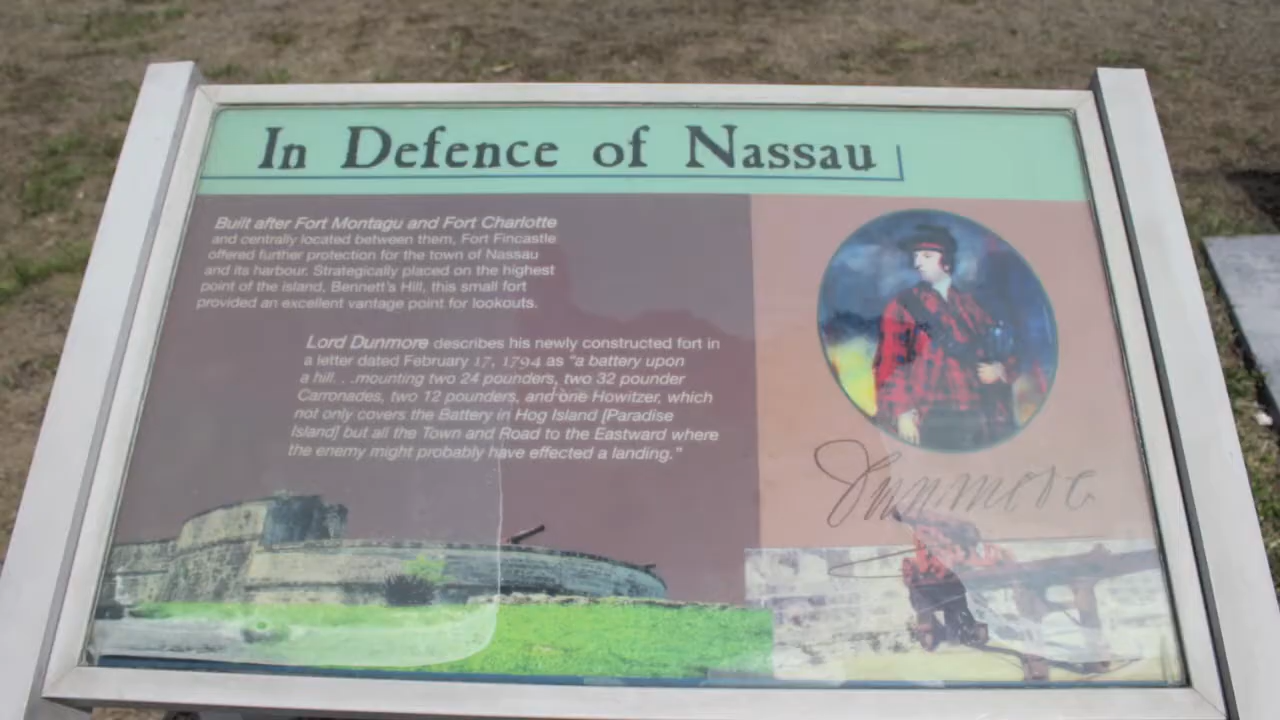 In Defence of Nassau
Built after Fort Montagu and Fort Charlotte
and centrally located between them, Fort Fincastle
offered further protection for the town of Nassau
and its harbour. Strategically placed on the highest
point of the island, Bennett's Hill, this small fort
provided an excellent vantage point for lookouts.
Lord Dunmore describes his newly constructed fort in
a letter dated February 17, 1794 as "a battery upon
a hill. . .mounting two 24 pounders, two 32 pounder
Carronades, two 12 pounders, and one Howitzer, which
not only covers the Battery in Hog Island [Paradise
Island] but all the Town and Road to the Eastward where
the enemy might probably have effected a landing."
Dunmore